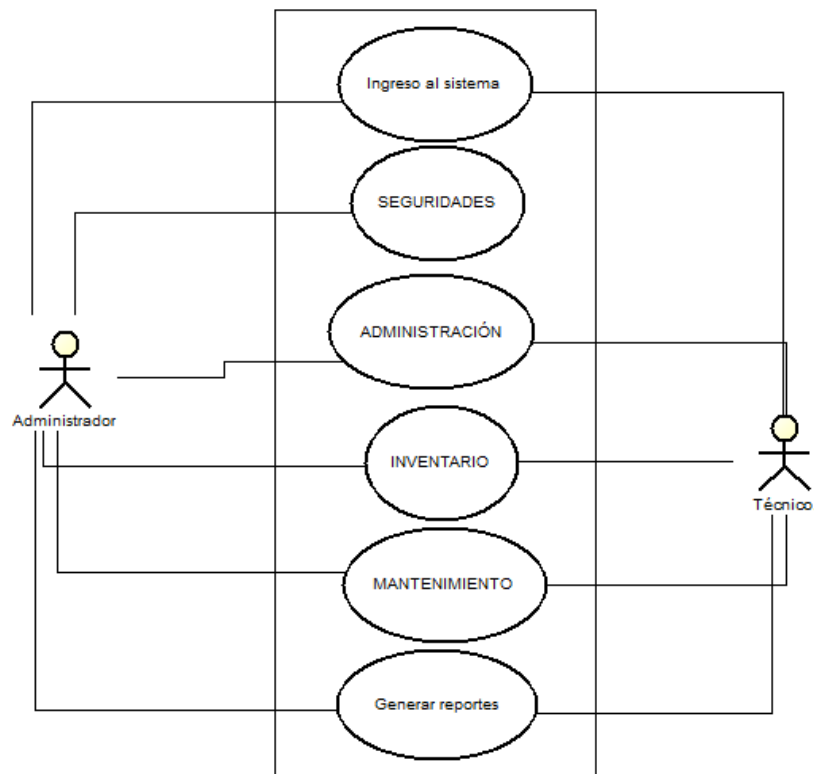 Ingreso al sistema
SEGURIDADES
ADMINISTRACIÓN
Administrador
INVENTARIO
Técnico
MANTENIMIENTO
Generar reportes